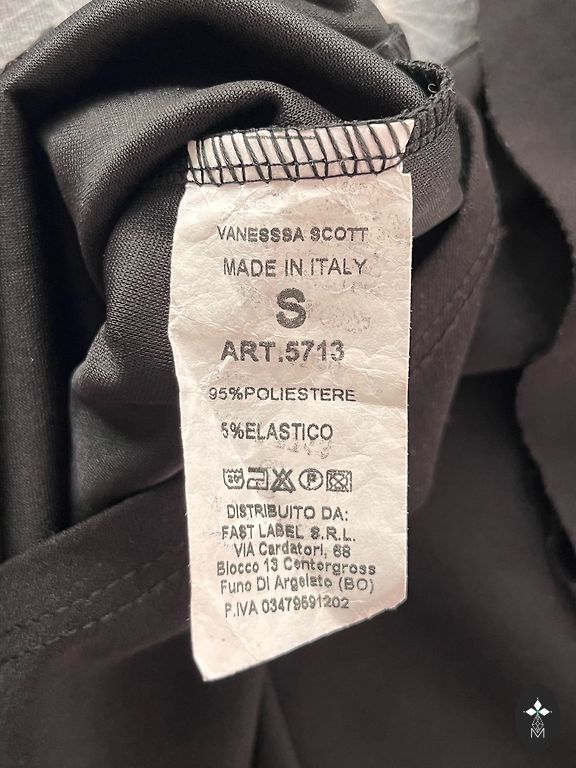 VANESSSA SCOTT
MADE IN ITALY
S
ART.5713
95%POLIESTERE
5%ELASTICO
P
DISTRIBUITO DA:
FAST LABEL S.R.L.
VIA Cardatori, 68
Blocco 13 Centergross
Funo Di Argelato (BO)
P.IVA 03479591202
M